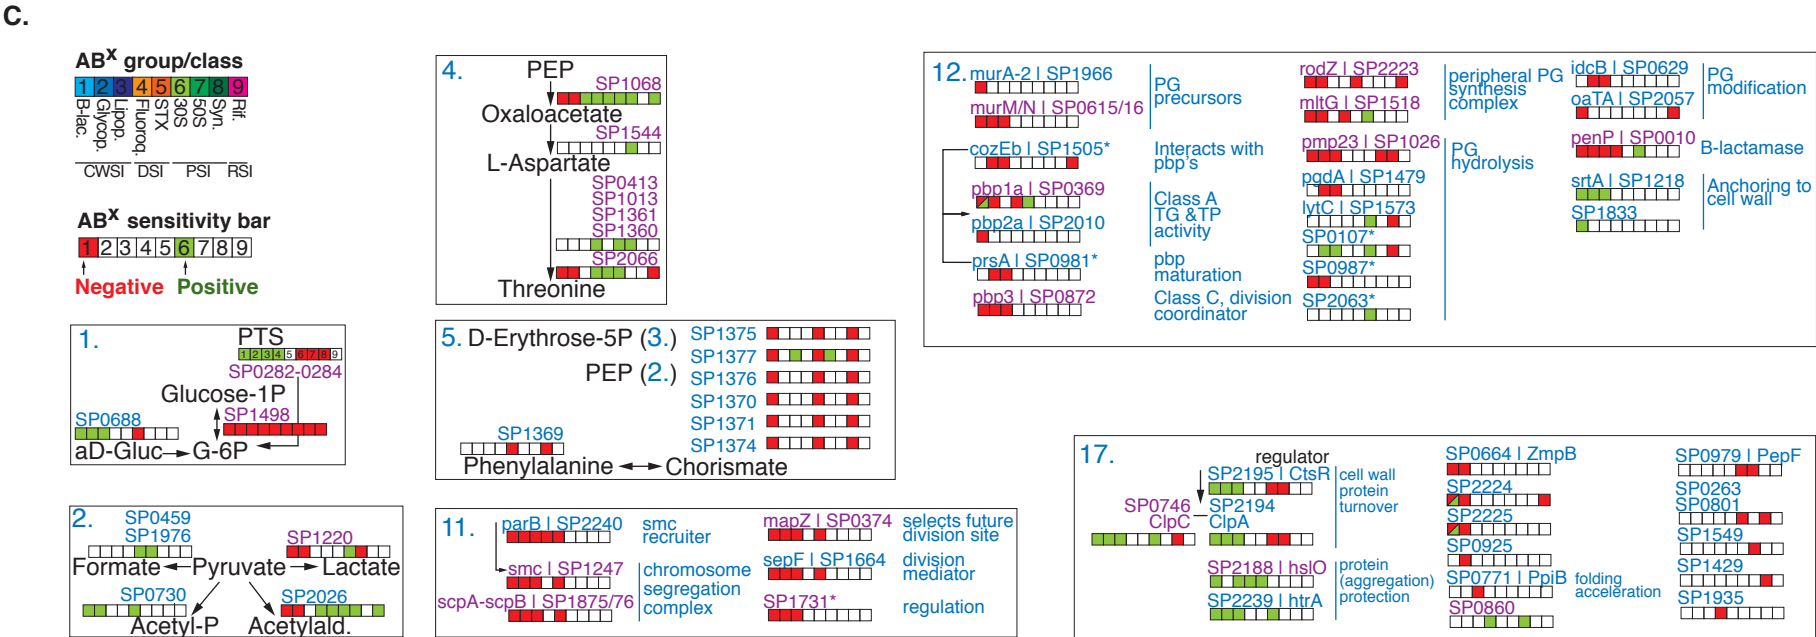 C.
ABx group/class
1 2 3 4 5 6 7 8 9
B-lac.
Glycop.
Lipop.
Fluoroq.
STX
30S
50S
Syn.
Rif.
CWSI DSI PSI RSI
ABx sensitivity bar
1 2 3 4 5 6 7 8 9
Negative Positive
1.
PTS
1 2 3 4 5 6 7 8 9
SP0282-0284
Glucose-1P
SP0688
SP1498
aD-Gluc
G-6P
2.
SP0459
SP1976
SP1220
Formate
Pyruvate
Lactate
SP0730
SP2026
Acetyl-P
Acetylald.
4.
PEP
SP1068
Oxaloacetate
SP1544
L-Aspartate
SP0413
SP1013
SP1361
SP1360
SP2066
Threonine
5. D-Erythrose-5P (3.)
PEP (2.)
SP1375
SP1377
SP1376
SP1370
SP1371
SP1374
SP1369
Phenylalanine
Chorismate
11.
parB | SP2240
smc
recruiter
smc | SP1247
scpA-scpB | SP1875/76
chromosome
segregation
complex
mapZ | SP0374
selects future
division site
sepF | SP1664
division
mediator
SP1731*
regulation
12.
murA-2 | SP1966
murM/N | SP0615/16
PG
precursors
cozEb | SP1505*
Interacts with
pbp's
pbp1a | SP0369
pbp2a | SP2010
Class A
TG &TP
activity
prsA | SP0981*
pbp
maturation
pbp3 | SP0872
Class C, division
coordinator
rodZ | SP2223
mltG | SP1518
peripheral PG
synthesis
complex
pmp23 | SP1026
PG
hydrolysis
pgdA | SP1479
lytC | SP1573
SP0107*
SP0987*
SP2063*
idcB | SP0629
oaTA | SP2057
PG
modification
penP | SP0010
B-lactamase
srtA | SP1218
SP1833
Anchoring to
cell wall
17.
regulator
SP2195 | CtsR
cell wall
protein
turnover
SP0746
ClpC
SP2194
ClpA
SP2188 | hslO
SP2239 | htrA
protein
(aggregation)
protection
SP0664 | ZmpB
SP2224
SP2225
SP0925
SP0771 | PpiB
folding
acceleration
SP0860
SP0979 | PepF
SP0263
SP0801
SP1549
SP1429
SP1935